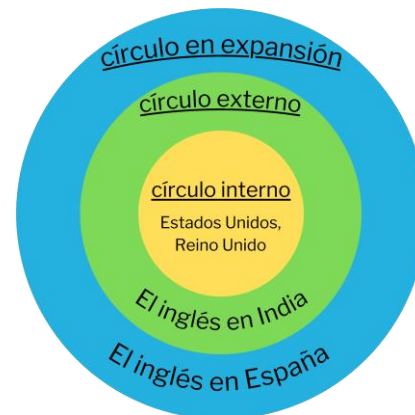 círculo en expansión
círculo externo
círculo interno
Estados Unidos,
Reino Unido
El inglés en India
El inglés en España